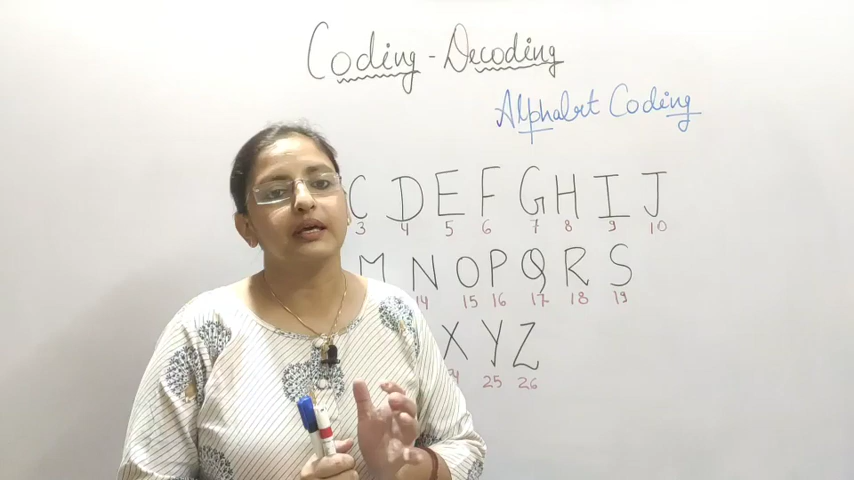 Coding - Decoding
Alphabet Coding
C D E F G H I J
3 4 5 6 7 8 9 10
M N O P Q R S
14 15 16 17 18 19
X Y Z
25 26